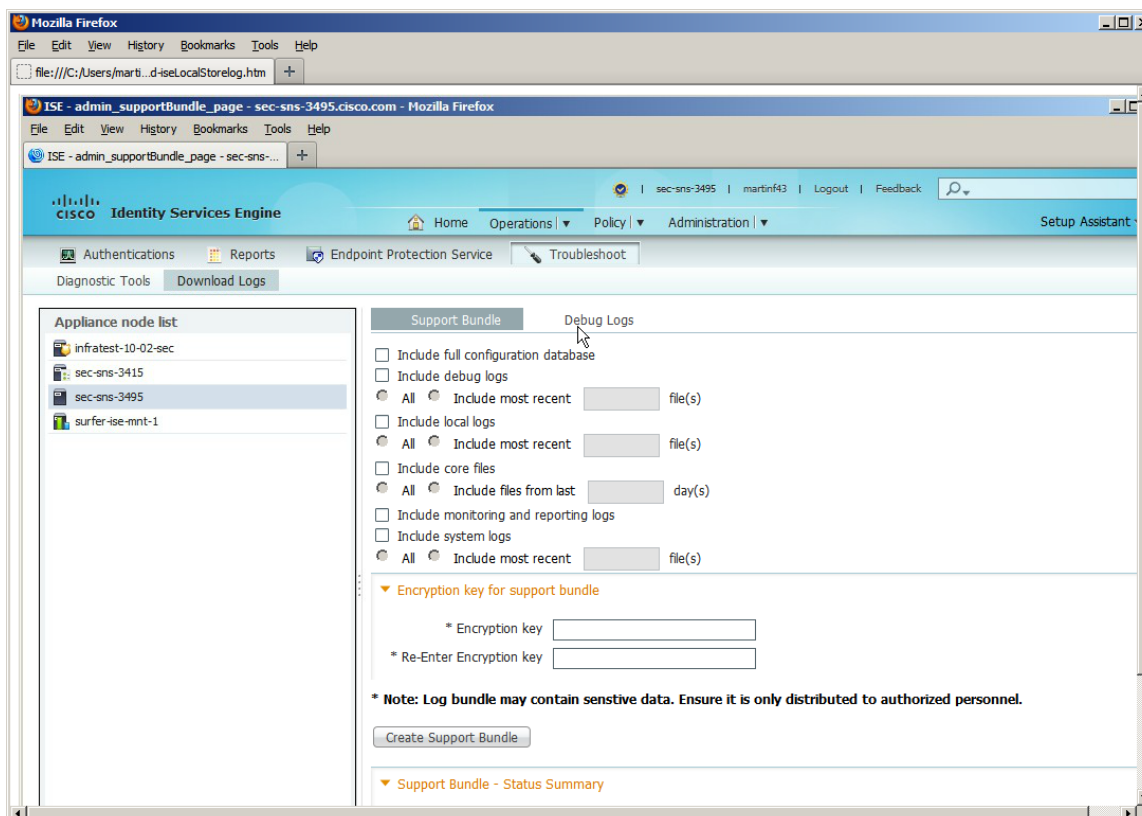 Mozilla Firefox
File Edit View History Bookmarks Tools Help
file:///C:/Users/marti...d-iseLocalStorelog.htm +
ISE - admin_supportBundle_page - sec-sns-3495.cisco.com - Mozilla Firefox
File Edit View History Bookmarks Tools Help
ISE - admin_supportBundle_page - sec-sns-... +
sec-sns-3495 | martinf43 | Logout | Feedback
CISCO Identity Services Engine
Home Operations | Policy | Administration | Setup Assistant
Authentications Reports Endpoint Protection Service Troubleshoot
Diagnostic Tools Download Logs
Appliance node list
infratest-10-02-sec
sec-sns-3415
sec-sns-3495
surfer-ise-mnt-1
Support Bundle Debug Logs
Include full configuration database
Include debug logs
All Include most recent file(s)
Include local logs
All Include most recent file(s)
Include core files
All Include files from last day(s)
Include monitoring and reporting logs
Include system logs
All Include most recent file(s)
Encryption key for support bundle
* Encryption key
* Re-Enter Encryption key
* Note: Log bundle may contain senstive data. Ensure it is only distributed to authorized personnel.
Create Support Bundle
Support Bundle - Status Summary